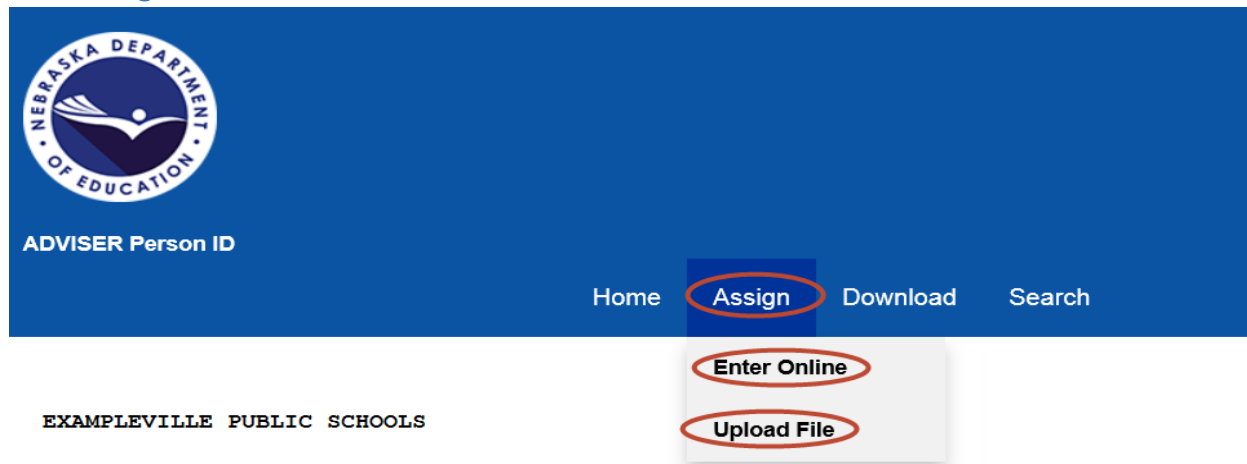 NEBRASKA DEPARTMENT
OF EDUCATION
ADVISER Person ID
Home Assign Download Search
Enter Online
Upload File
EXAMPLEVILLE PUBLIC SCHOOLS